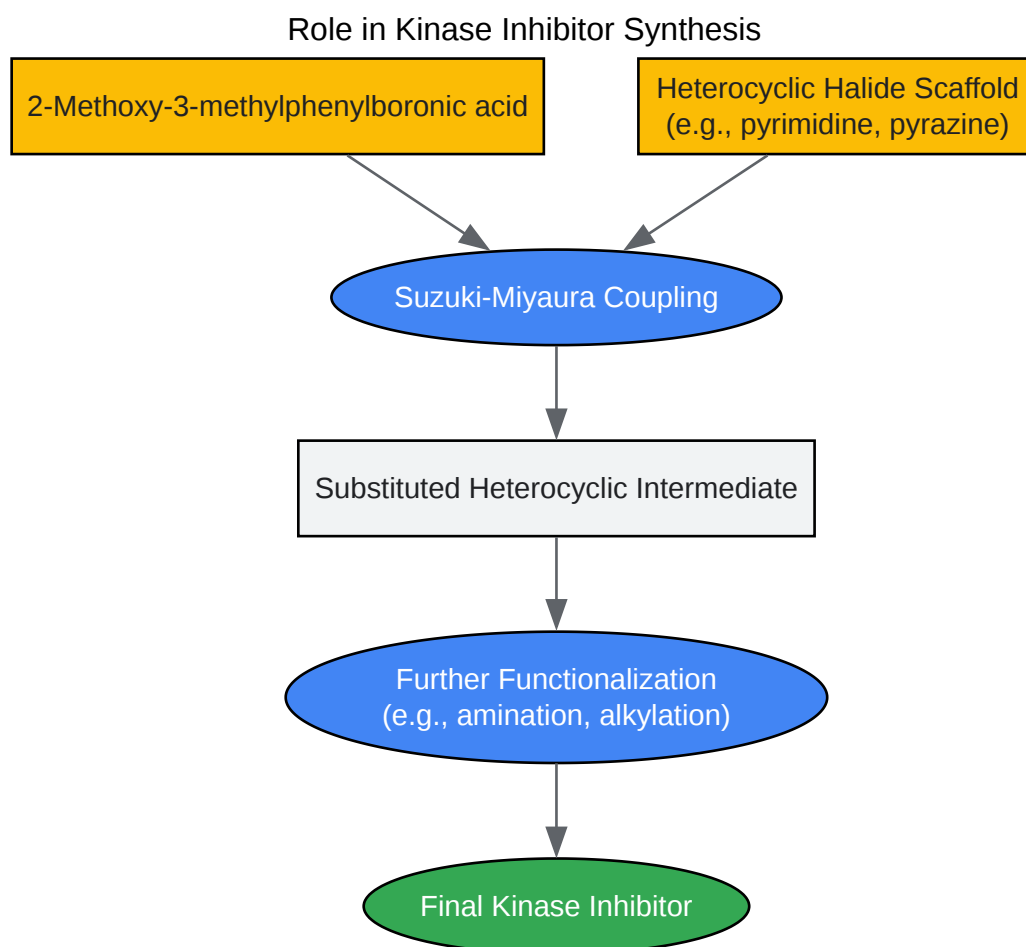 Role in Kinase Inhibitor Synthesis
2-Methoxy-3-methylphenylboronic acid
Heterocyclic Halide Scaffold
(e.g., pyrimidine, pyrazine)
Suzuki-Miyaura Coupling
Substituted Heterocyclic Intermediate
Further Functionalization
(e.g., amination, alkylation)
Final Kinase Inhibitor